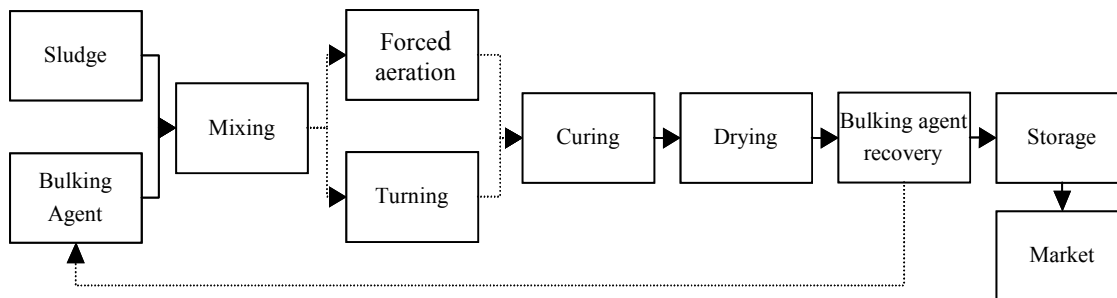 Sludge
Bulking
Agent
Mixing
Forced
aeration
Turning
Curing
Drying
Bulking agent
recovery
Storage
Market